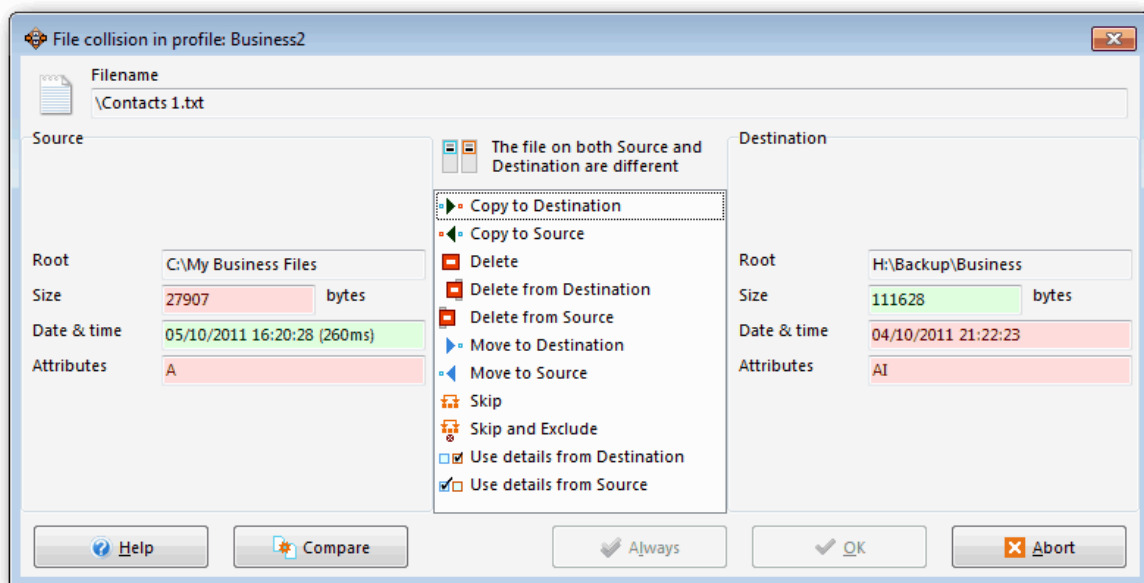 File collision in profile: Business2
Filename
\Contacts 1.txt
Source
The file on both Source and
Destination are different
Destination
Copy to Destination
Copy to Source
Delete
Delete from Destination
Delete from Source
Move to Destination
Move to Source
Skip
Skip and Exclude
Use details from Destination
Use details from Source
Root C:\My Business Files
Size 27907 bytes
Date & time 05/10/2011 16:20:28 (260ms)
Attributes A
Root H:\Backup\Business
Size 111628 bytes
Date & time 04/10/2011 21:22:23
Attributes AI
Help Compare Always OK Abort